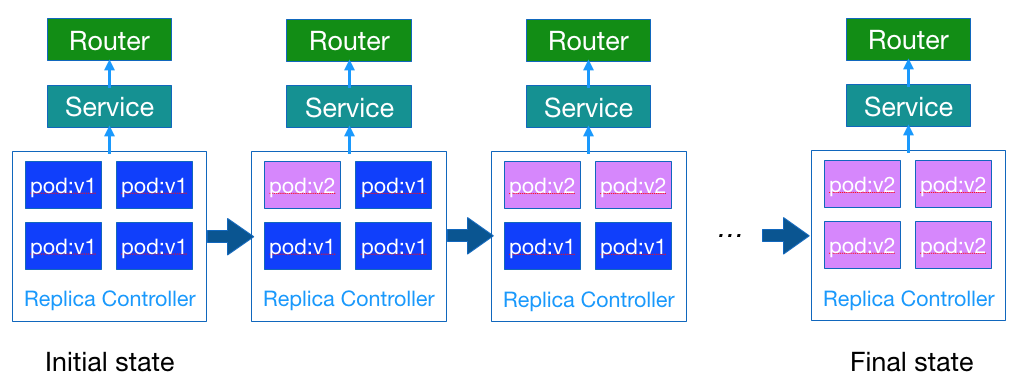 Router Router Router Router
Service Service Service Service
pod:v1 pod:v1 pod:v2 pod:v1 pod:v2 pod:v2 pod:v2 pod:v2
pod:v1 pod:v1 pod:v1 pod:v1 pod:v1 pod:v1 ... pod:v2 pod:v2
Replica Controller Replica Controller Replica Controller Replica Controller
Initial state Final state